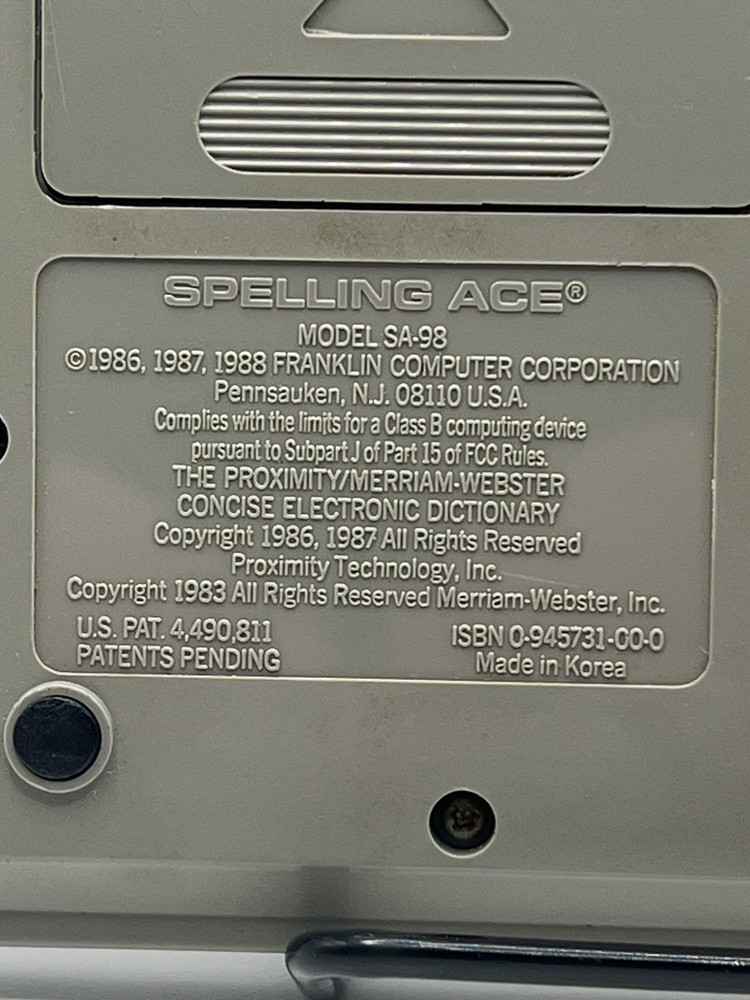 SPELLING ACE®
MODEL SA-98
©1986, 1987, 1988 FRANKLIN COMPUTER CORPORATION
Pennsauken, N.J. 08110 U.S.A.
Complies with the limits for a Class B computing device
pursuant to Subpart J of Part 15 of FCC Rules.
THE PROXIMITY/MERRIAM-WEBSTER
CONCISE ELECTRONIC DICTIONARY
Copyright 1986, 1987 All Rights Reserved
Proximity Technology, Inc.
Copyright 1983 All Rights Reserved Merriam-Webster, Inc.
U.S. PAT. 4,490,811 ISBN 0-945731-00-0
PATENTS PENDING Made in Korea